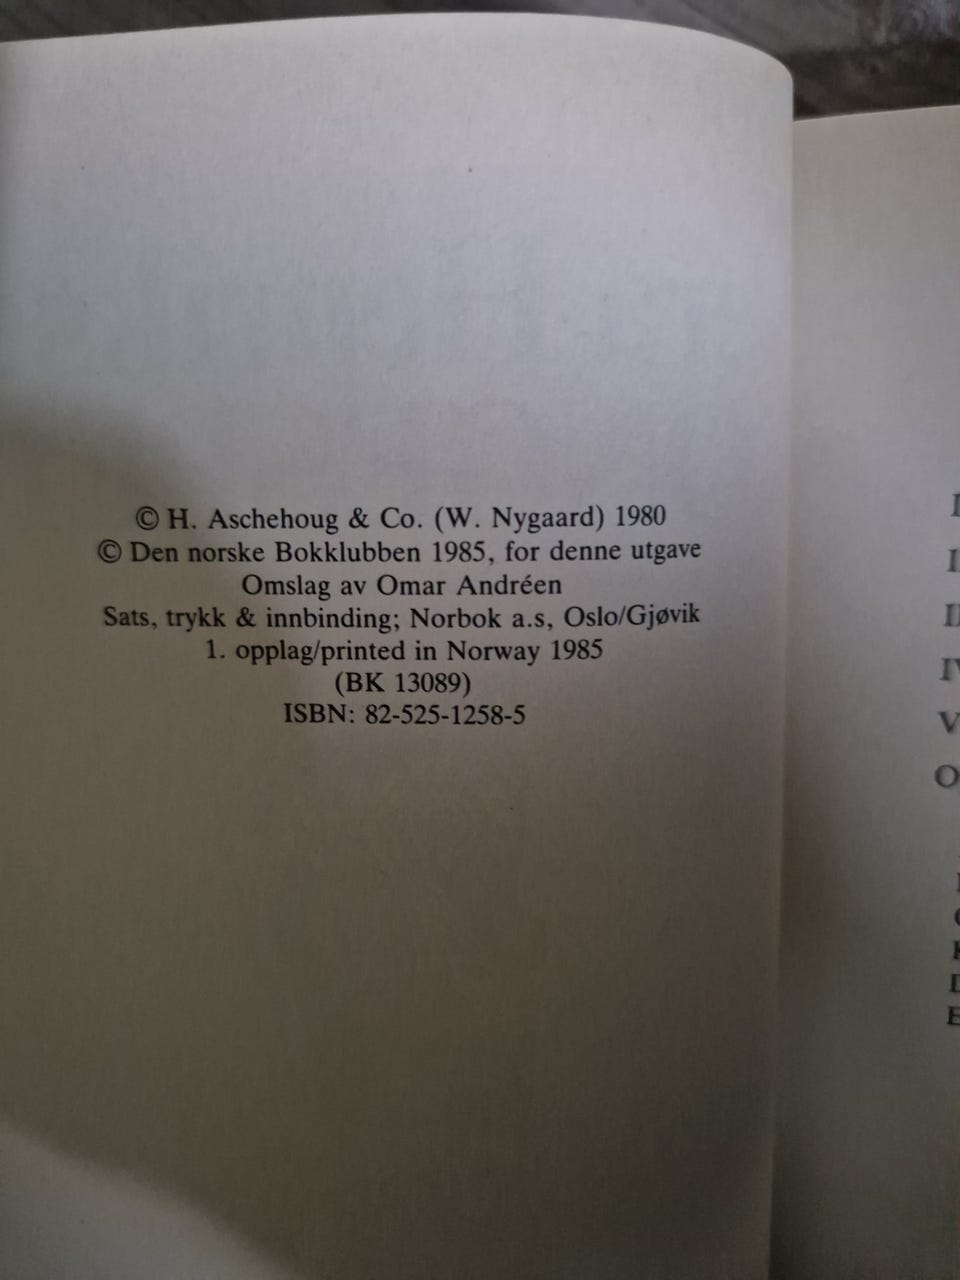 © H. Aschehoug & Co. (W. Nygaard) 1980
© Den norske Bokklubben 1985, for denne utgave
Omslag av Omar Andréen
Sats, trykk & innbinding; Norbok a.s, Oslo/Gjøvik
1. opplag/printed in Norway 1985
(BK 13089)
ISBN: 82-525-1258-5